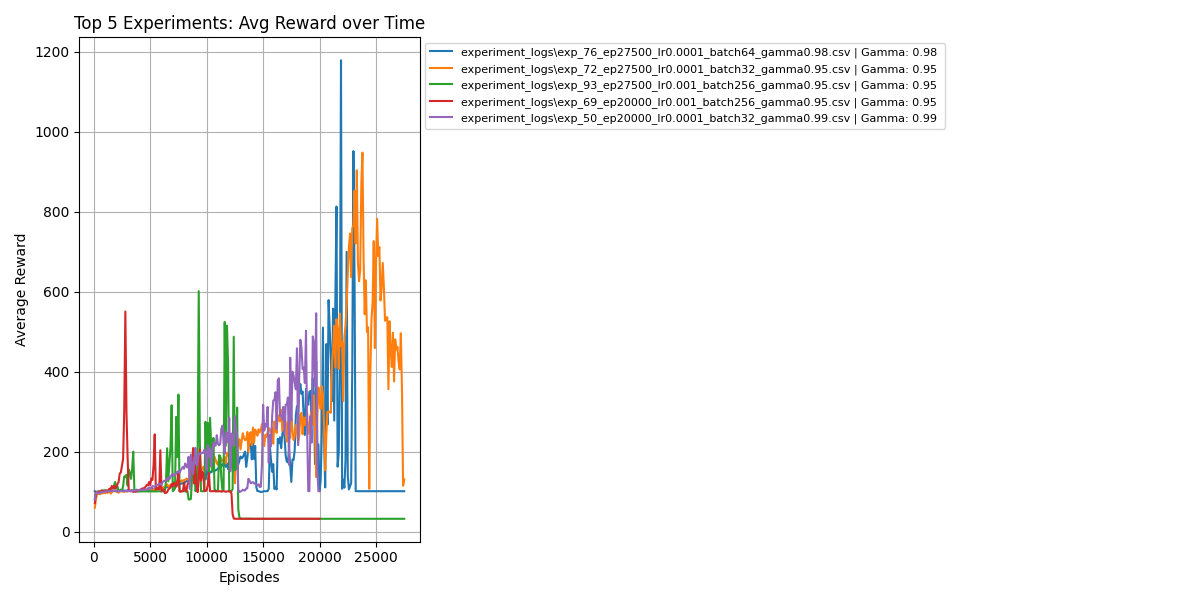 Top 5 Experiments: Avg Reward over Time
experiment_logs\exp_76_ep27500_lr0.0001_batch64_gamma0.98.csv | Gamma: 0.98
experiment_logs\exp_72_ep27500_lr0.0001_batch32_gamma0.95.csv | Gamma: 0.95
experiment_logs\exp_93_ep27500_lr0.001_batch256_gamma0.95.csv | Gamma: 0.95
experiment_logs\exp_69_ep20000_lr0.001_batch256_gamma0.95.csv | Gamma: 0.95
experiment_logs\exp_50_ep20000_lr0.0001_batch32_gamma0.99.csv | Gamma: 0.99
Average Reward
1200
1000
800
600
400
200
0
0 5000 10000 15000 20000 25000
Episodes